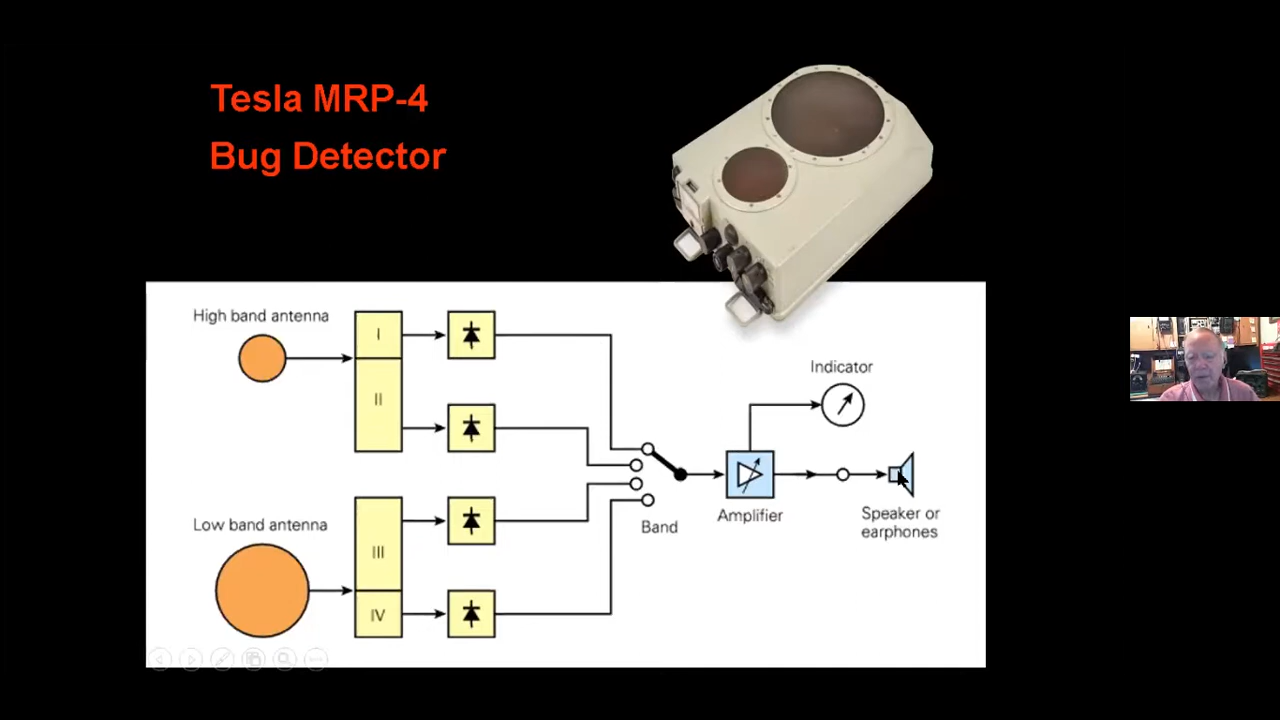 Tesla MRP-4
Bug Detector
High band antenna
I
II
Low band antenna
III
IV
Band
Amplifier
Indicator
Speaker or
earphones